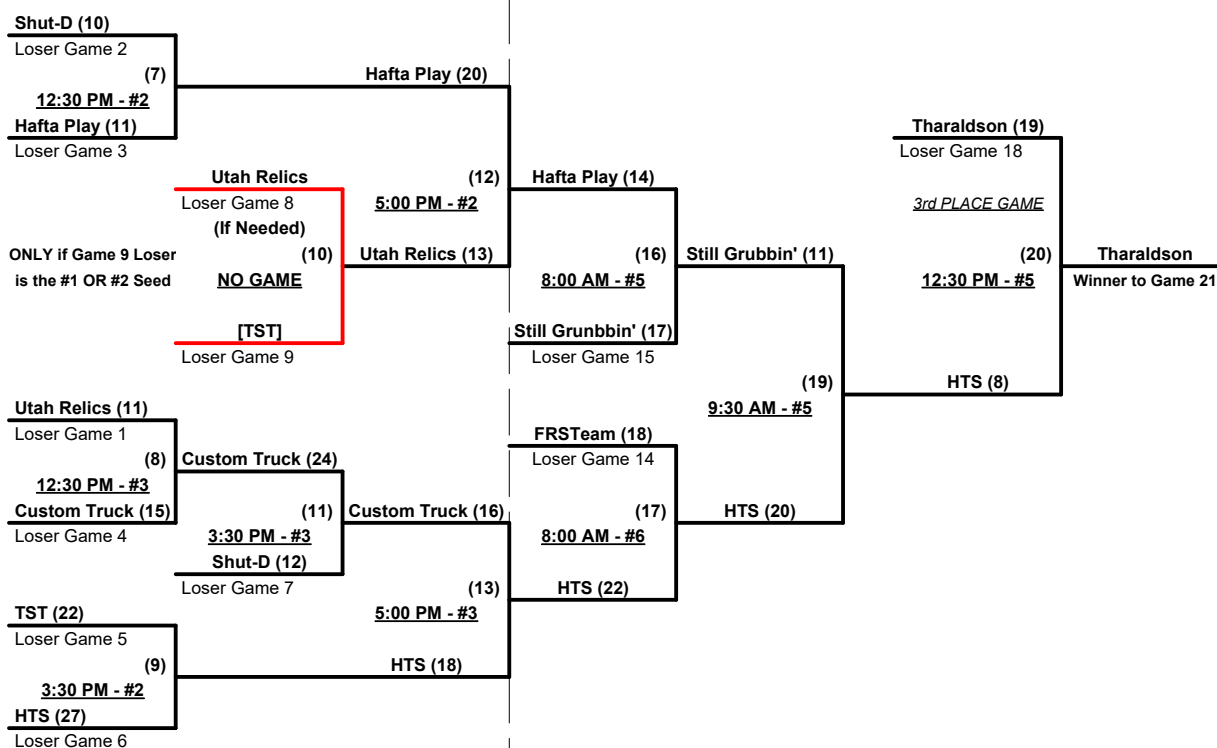 Shut-D (10)
Loser Game 2
(7)
12:30 PM - #2
Hafta Play (11)
Loser Game 3
Hafta Play (20)
Utah Relics
Loser Game 8
(If Needed)
ONLY if Game 9 Loser
is the #1 OR #2 Seed
(10)
NO GAME
[TST]
Loser Game 9
(12)
5:00 PM - #2
Utah Relics (13)
Hafta Play (14)
(16)
8:00 AM - #5
Still Grunbbin' (17)
Loser Game 15
Still Grubbin' (11)
Tharaldson (19)
Loser Game 18
3rd PLACE GAME
(20)
12:30 PM - #5
Tharaldson
Winner to Game 21
(19)
9:30 AM - #5
HTS (8)
Utah Relics (11)
Loser Game 1
(8)
12:30 PM - #3
Custom Truck (15)
Loser Game 4
Custom Truck (24)
(11)
3:30 PM - #3
Shut-D (12)
Loser Game 7
Custom Truck (16)
FRSTeam (18)
Loser Game 14
(17)
8:00 AM - #6
HTS (20)
(13)
5:00 PM - #3
HTS (22)
TST (22)
Loser Game 5
(9)
3:30 PM - #2
HTS (27)
Loser Game 6
HTS (18)